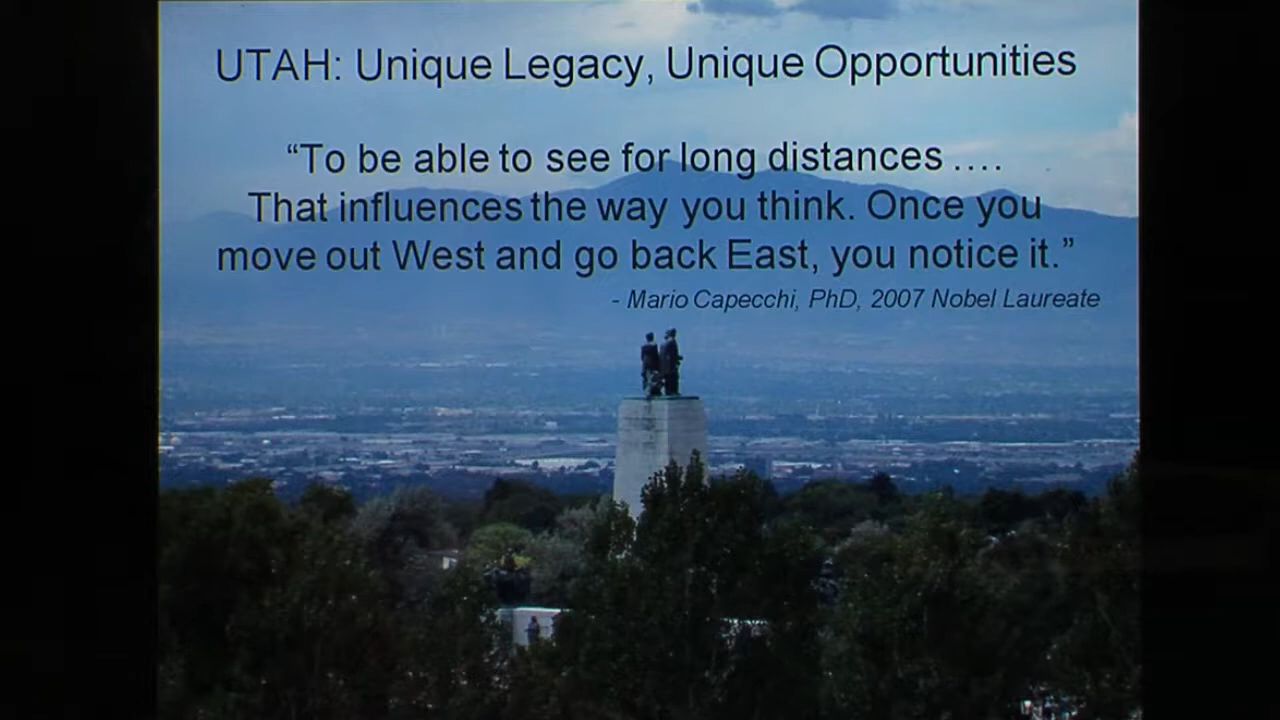 UTAH: Unique Legacy, Unique Opportunities
“To be able to see for long distances ....
That influences the way you think. Once you
move out West and go back East, you notice it.”
- Mario Capecchi, PhD, 2007 Nobel Laureate